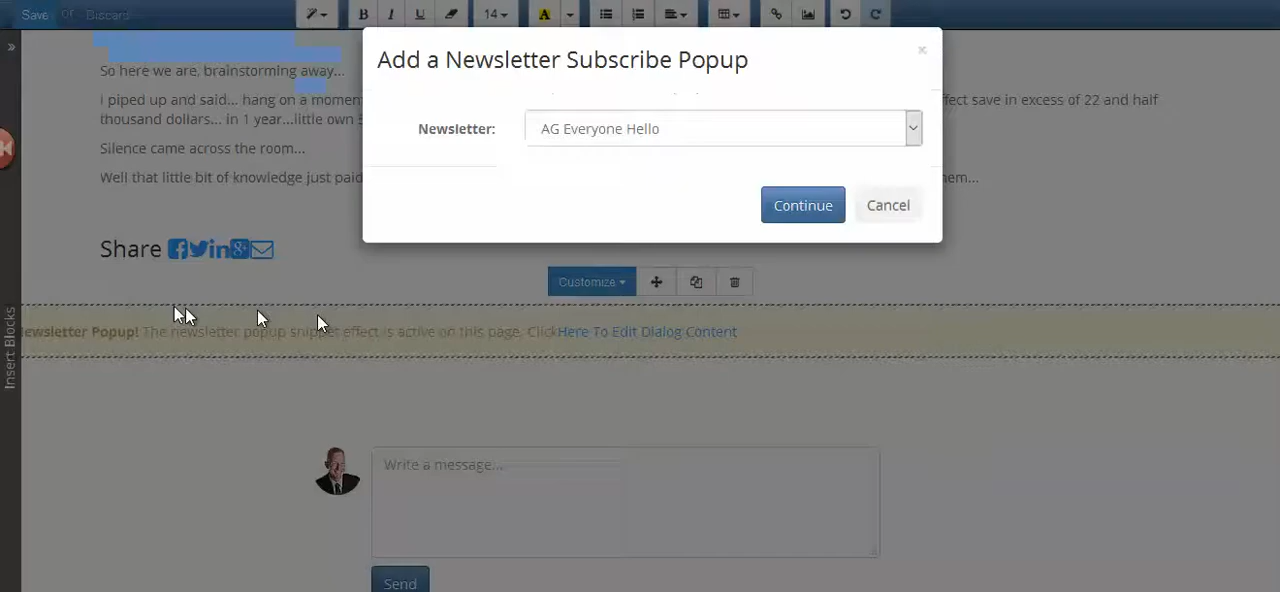 Save or Discard
14
Add a Newsletter Subscribe Popup
So here we are, brainstorming away...
I piped up and said... hang on a momen
fect save in excess of 22 and half
thousand dollars... in 1 year...little own
Newsletter: AG Everyone Hello
Silence came across the room...
Well that little bit of knowledge just paid
hem...
Continue Cancel
Share
Customize
ewsletter Popup! The newsletter popup snippet effect is active on this page. ClickHere To Edit Dialog Content
Insert Blocks
Write a message...
Send